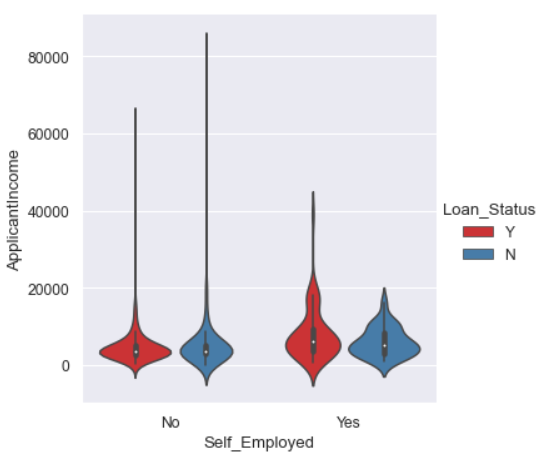 80000
60000
40000
20000
0
ApplicantIncome
No
Yes
Self_Employed
Loan_Status
Y
N